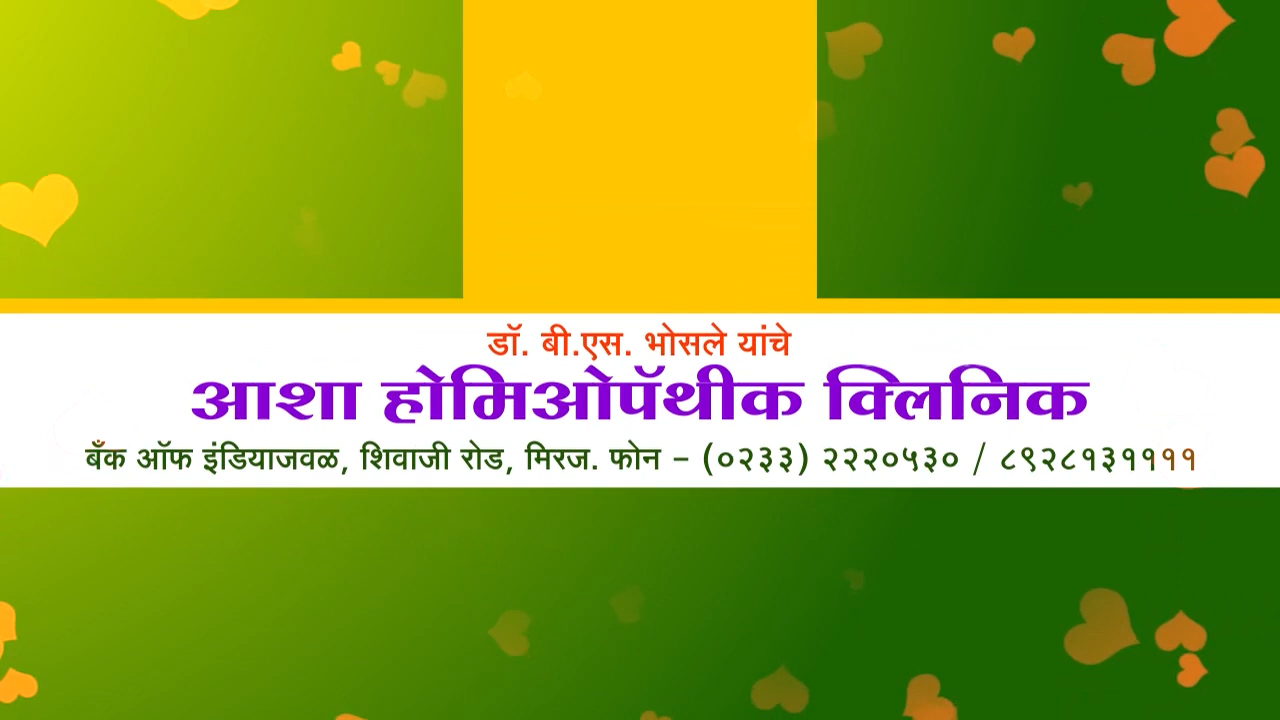 डॉ. बी.एस. भोसले यांचे
आशा होमिओपॅथीक क्लिनिक
बँक ऑफ इंडियाजवळ, शिवाजी रोड, मिरज. फोन – (०२३३) २२२०५३० / ८९२८१३११११